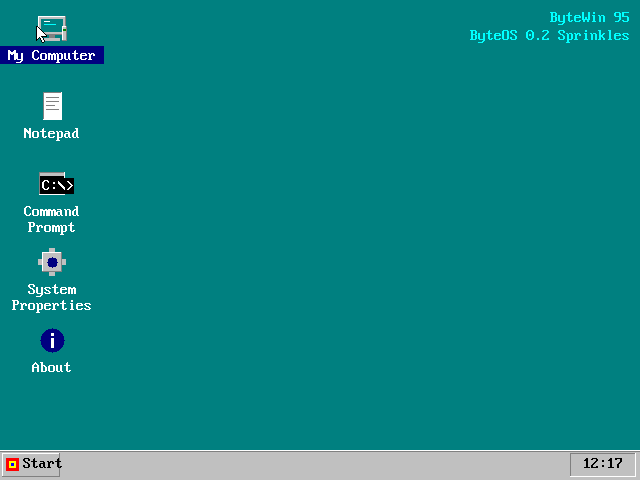 My Computer
Notepad
C:\>
Command
Prompt
System
Properties
i
About
ByteWin 95
ByteOS 0.2 Sprinkles
Start
12:17